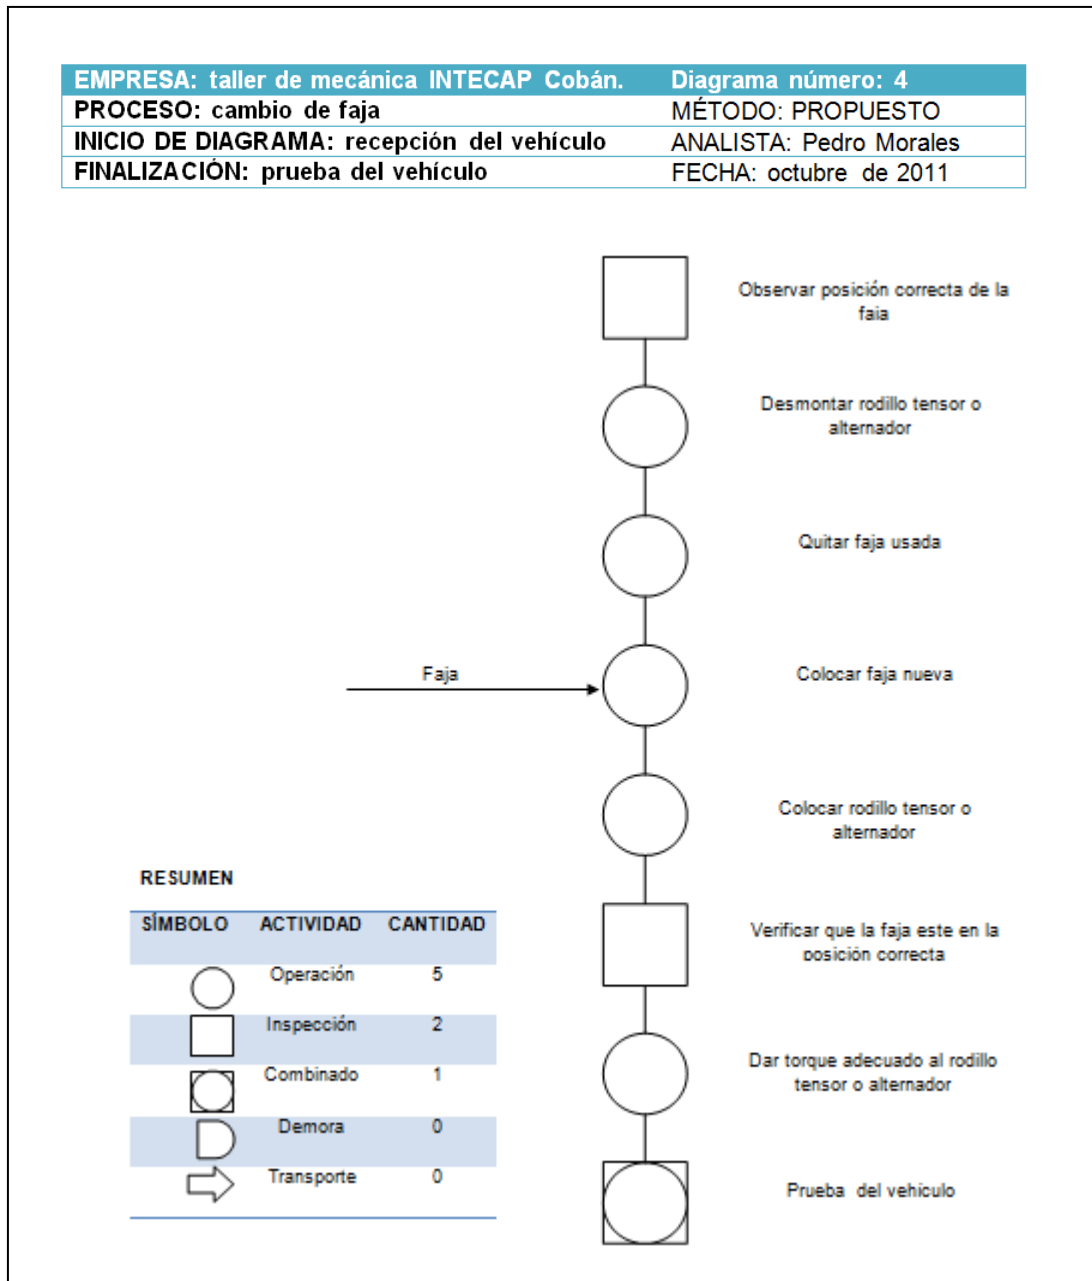 EMPRESA: taller de mecánica INTECAP Cobán. Diagrama número: 4
PROCESO: cambio de faja MÉTODO: PROPUESTO
INICIO DE DIAGRAMA: recepción del vehículo ANALISTA: Pedro Morales
FINALIZACIÓN: prueba del vehículo FECHA: octubre de 2011
Observar posición correcta de la
faja
Desmontar rodillo tensor o
alternador
Quitar faja usada
Faja
Colocar faja nueva
Colocar rodillo tensor o
alternador
Verificar que la faja este en la
posición correcta
Dar torque adecuado al rodillo
tensor o alternador
Prueba del vehiculo
RESUMEN
SÍMBOLO ACTIVIDAD CANTIDAD
Operación 5
Inspección 2
Combinado 1
Demora 0
Transporte 0